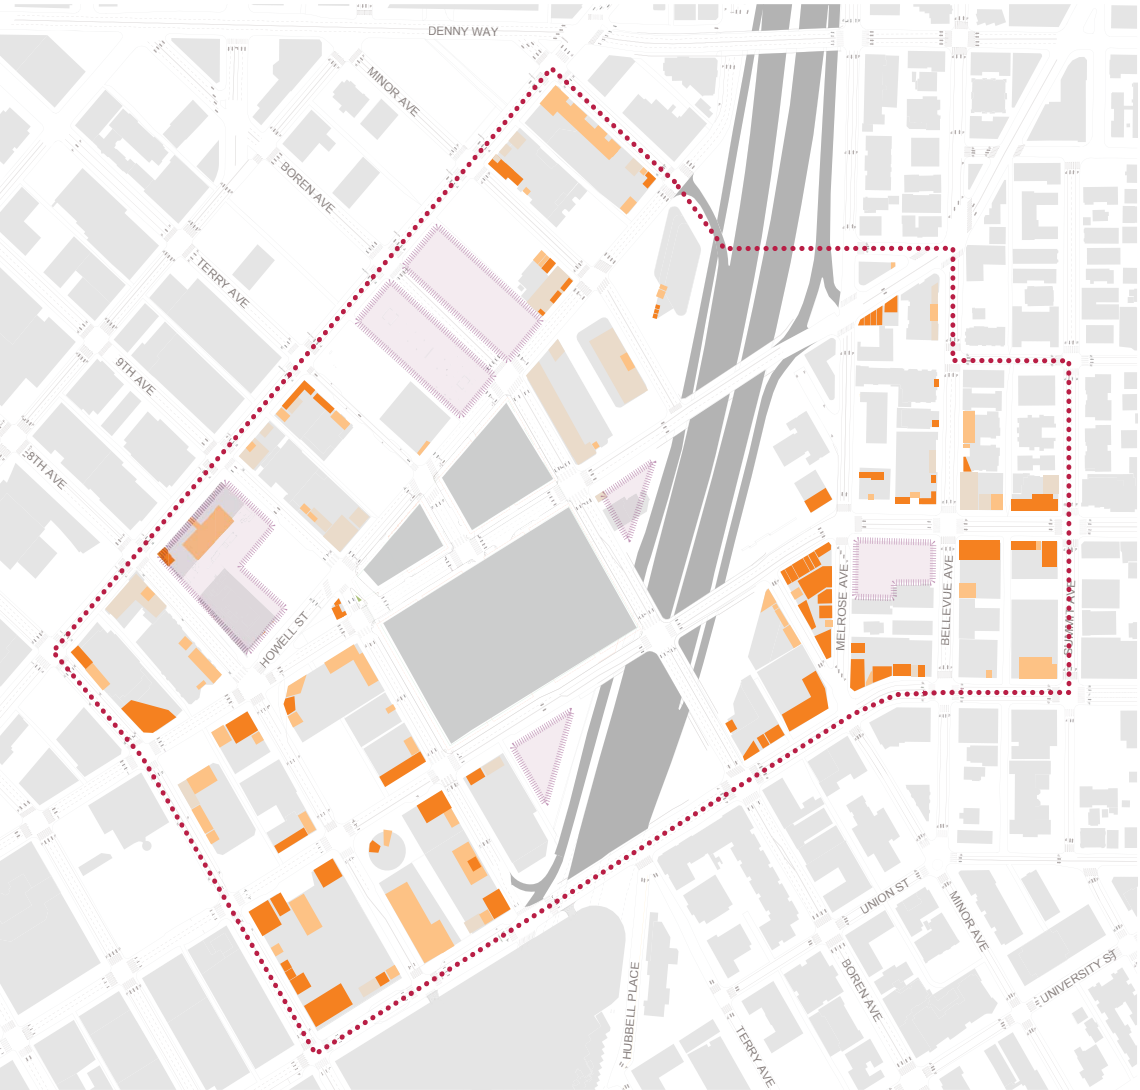 DENNY WAY
MINOR AVE
BOREN AVE
TERRY AVE
9TH AVE
8TH AVE
HOWELL ST
MELROSE AVE
BELLEVUE AVE
SUMMIT AVE
UNION ST
MINOR AVE
BOREN AVE
UNIVERSITY ST
HUBBELL PLACE
TERRY AVE